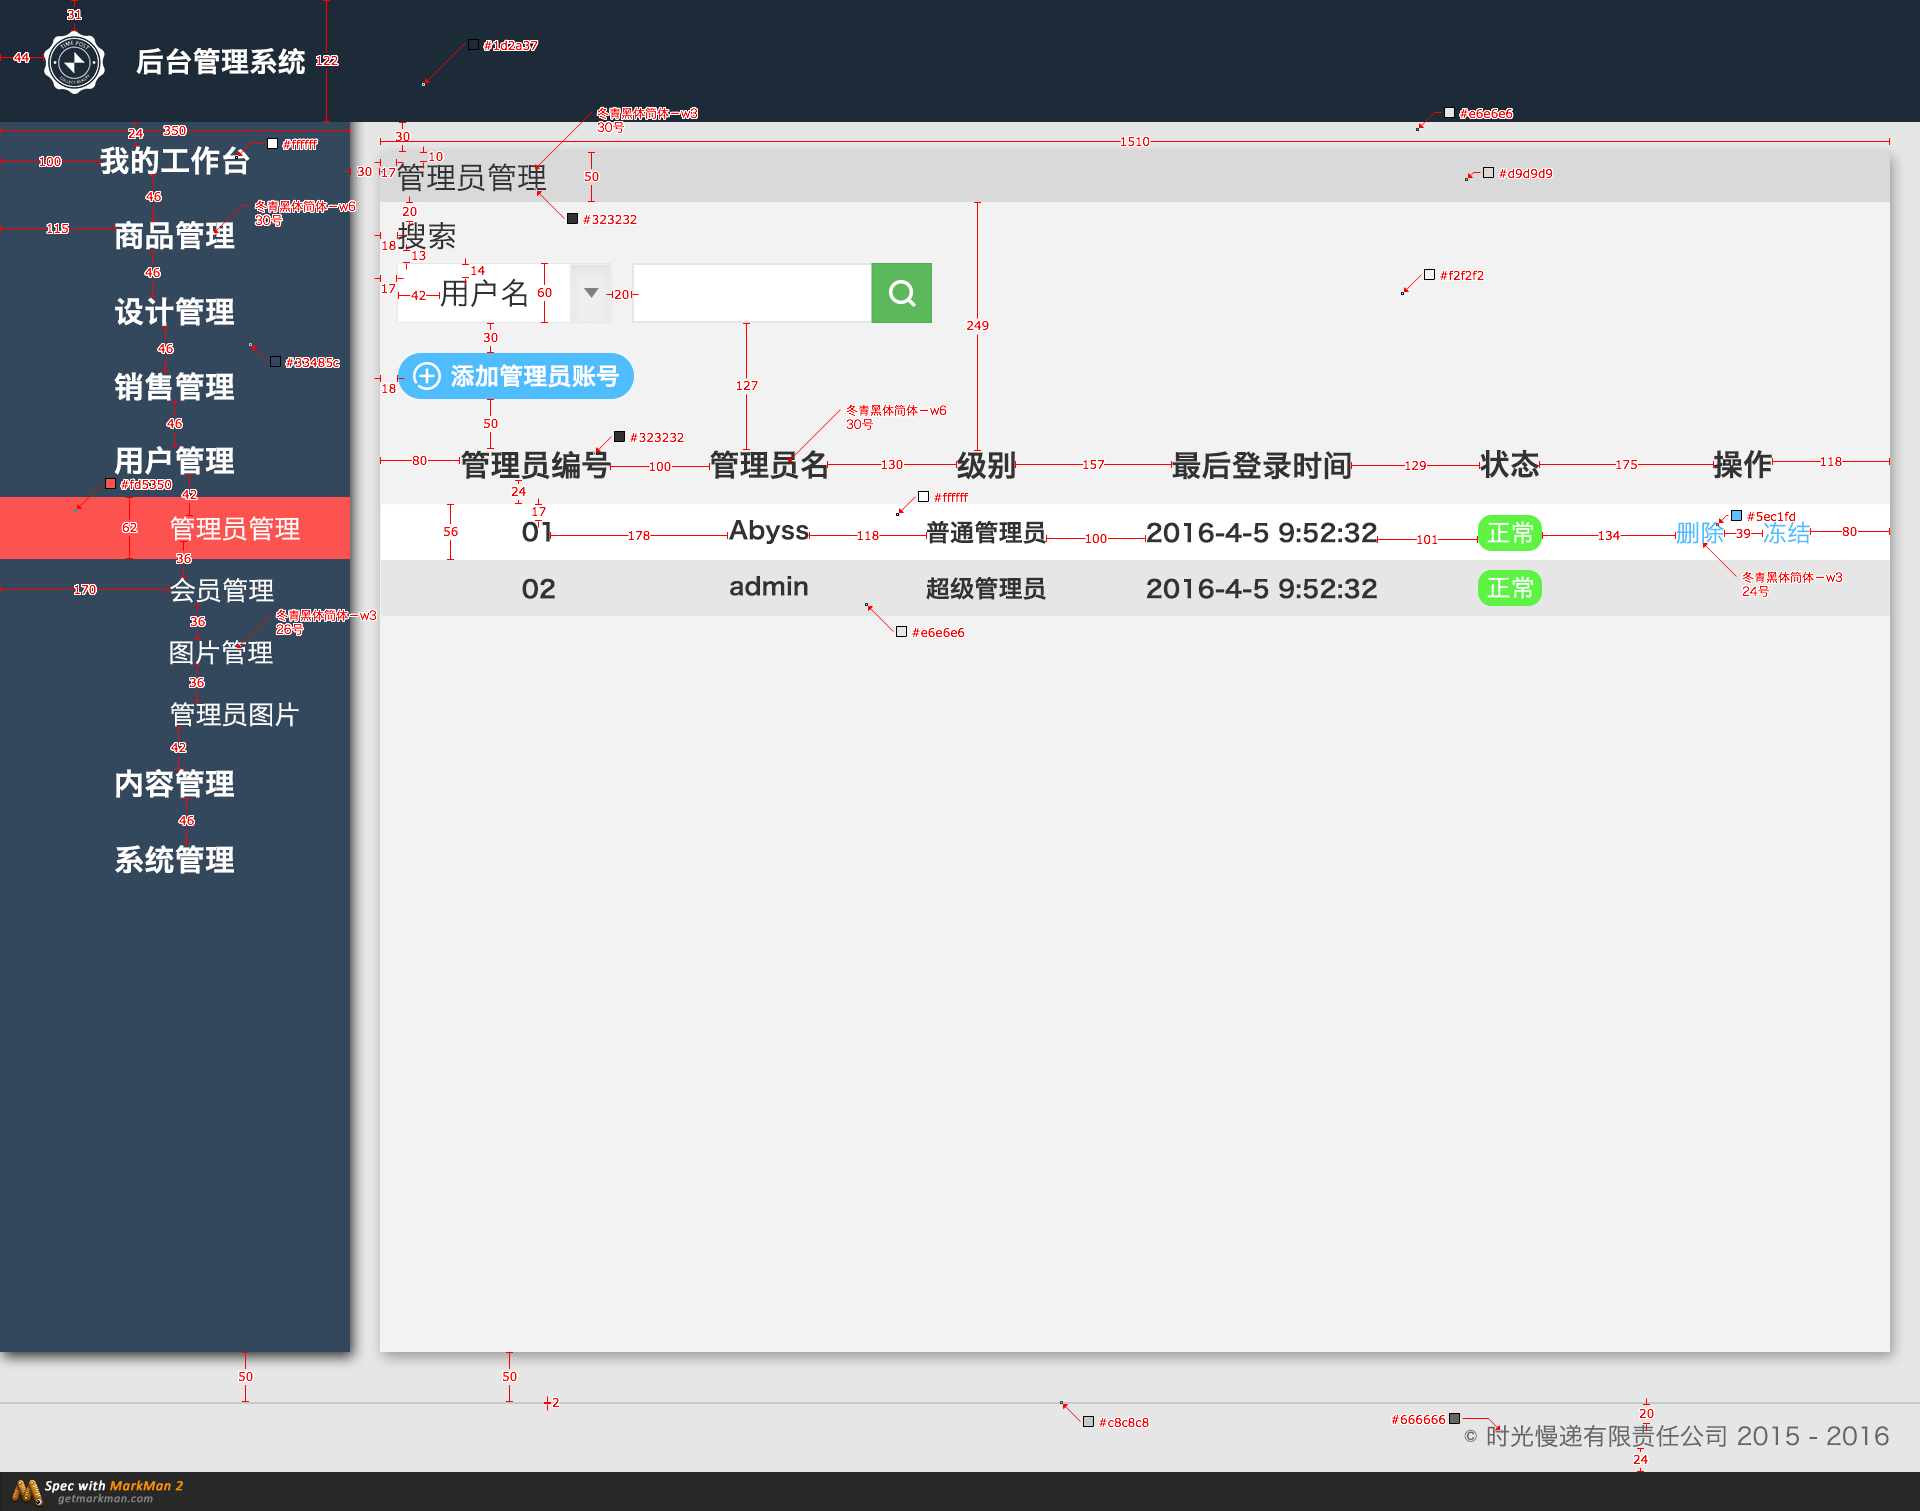 31
44
TIME POST
后台管理系统
122
#1d2a37
冬青黑体简体-w3
30号
#e6e6e6
24
350
#ffffff
100
我的工作台
46
冬青黑体简体-w6
30号
115
商品管理
46
设计管理
46
#33485c
销售管理
46
用户管理
#fd5350
42
62
管理员管理
36
170
会员管理
36
冬青黑体简体-w3
26号
图片管理
36
管理员图片
42
内容管理
46
系统管理
30
1510
10
30
17
管理员管理
50
#d9d9d9
20
#323232
18
搜索
13
14
17
42
用户名
60
20
249
#f2f2f2
30
18
添加管理员账号
127
50
冬青黑体简体-w6
30号
#323232
80
管理员编号
100
管理员名
130
级别
157
最后登录时间
129
状态
175
操作
118
24
17
#ffffff
#5ec1fd
56
01
178
Abyss
118
普通管理员
100
2016-4-5 9:52:32
101
正常
134
删除
39
冻结
80
02
admin
超级管理员
2016-4-5 9:52:32
正常
冬青黑体简体-w3
24号
#e6e6e6
50
50
2
#c8c8c8
#666666
20
© 时光慢递有限责任公司 2015 - 2016
24
Spec with MarkMan 2
getmarkman.com